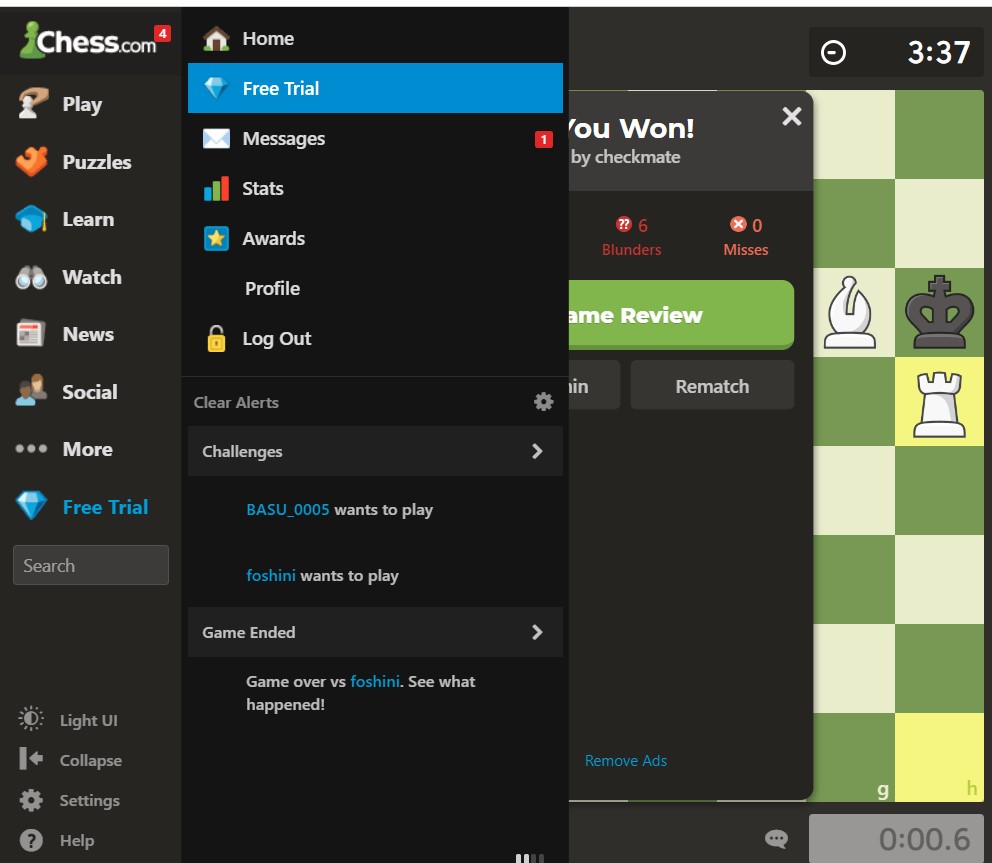 Chess.com
4
Play
Puzzles
Learn
Watch
News
Social
More
Free Trial
Search
Light UI
Collapse
Settings
Help
Home
Free Trial
Messages
1
Stats
Awards
Profile
Log Out
Clear Alerts
Challenges
BASU_0005 wants to play
foshini wants to play
Game Ended
Game over vs foshini. See what
happened!
3:37
You Won!
by checkmate
?? 6
Blunders
0
Misses
ame Review
in
Rematch
Remove Ads
g
h
0:00.6